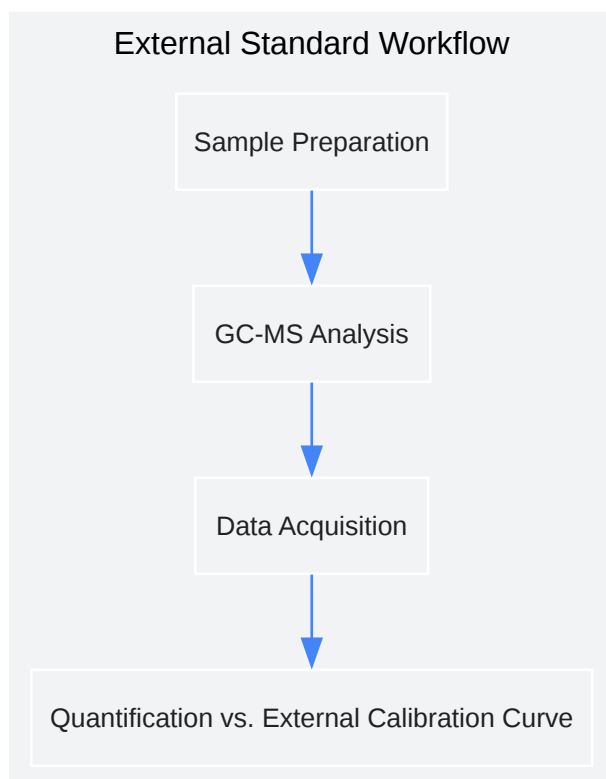 External Standard Workflow
Sample Preparation
GC-MS Analysis
Data Acquisition
Quantification vs. External Calibration Curve